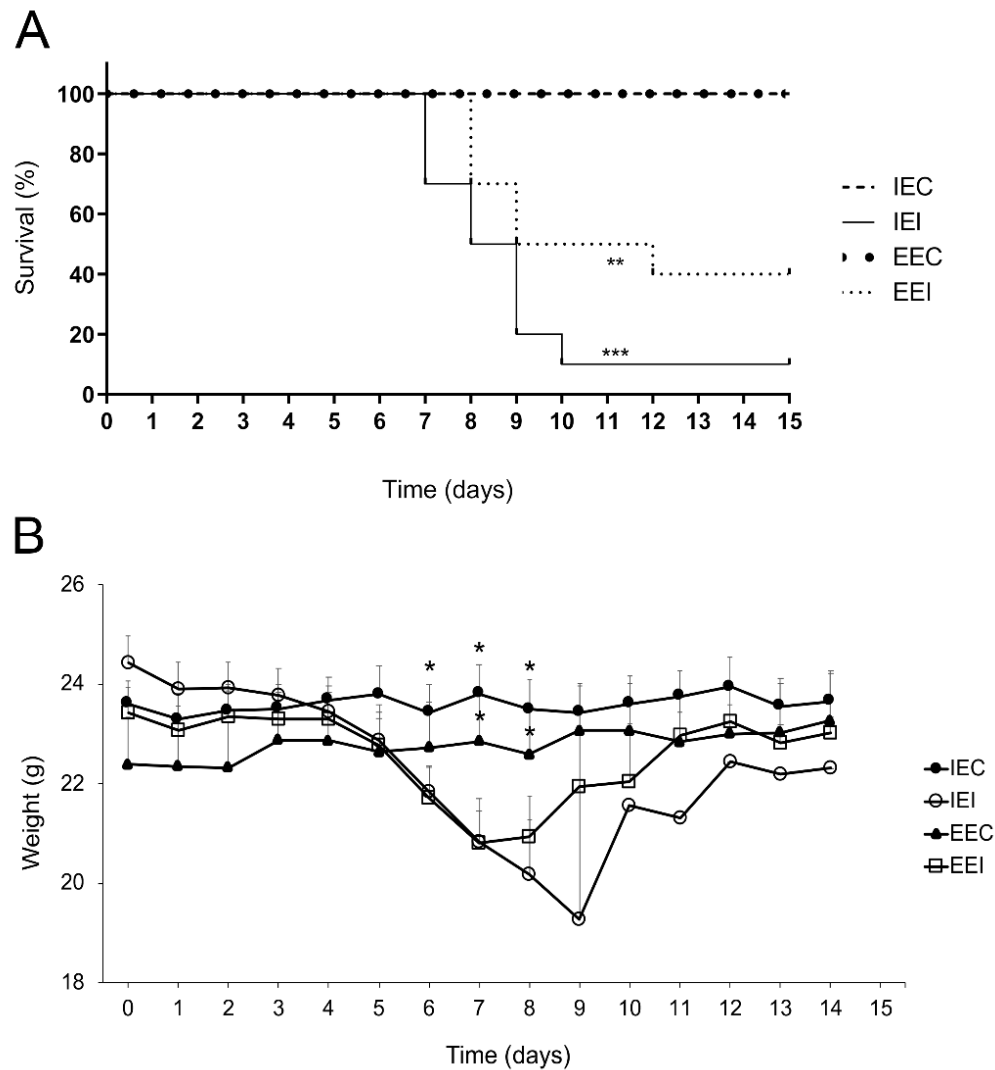 A
100
80
60
40
20
0
Survival (%)
**
***
0 1 2 3 4 5 6 7 8 9 10 11 12 13 14 15
Time (days)
IEC
IEI
EEC
EEI
B
26
24
22
20
18
Weight (g)
* * *
* *
0 1 2 3 4 5 6 7 8 9 10 11 12 13 14 15
Time (days)
IEC
IEI
EEC
EEI